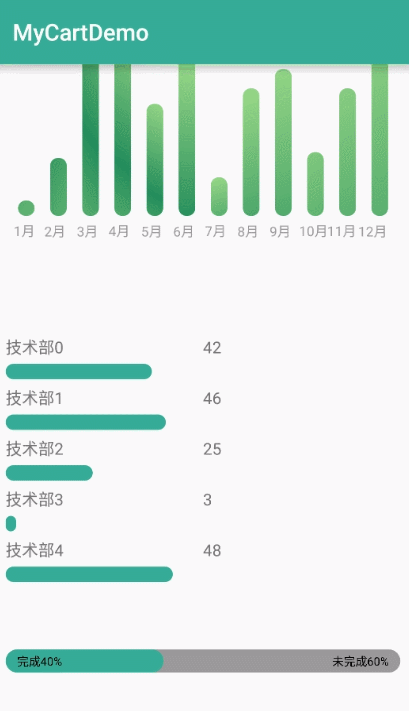 MyCartDemo
1月 2月 3月 4月 5月 6月 7月 8月 9月 10月 11月 12月
技术部0 42
技术部1 46
技术部2 25
技术部3 3
技术部4 48
完成40% 未完成60%